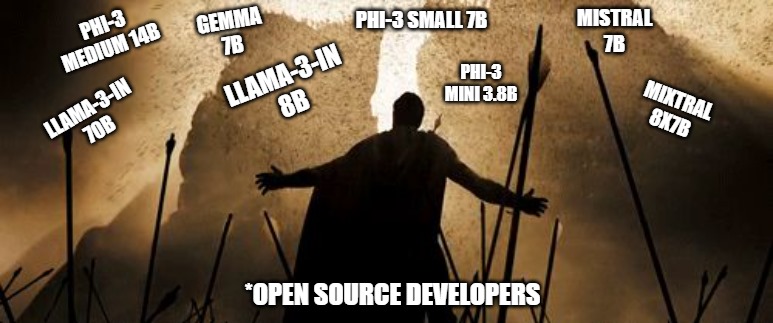 PHI-3
MEDIUM 14B
GEMMA
7B
PHI-3 SMALL 7B
MISTRAL
7B
LLAMA-3-IN
8B
PHI-3
MINI 3.8B
LLAMA-3-IN
70B
MIXTRAL
8X7B
*OPEN SOURCE DEVELOPERS